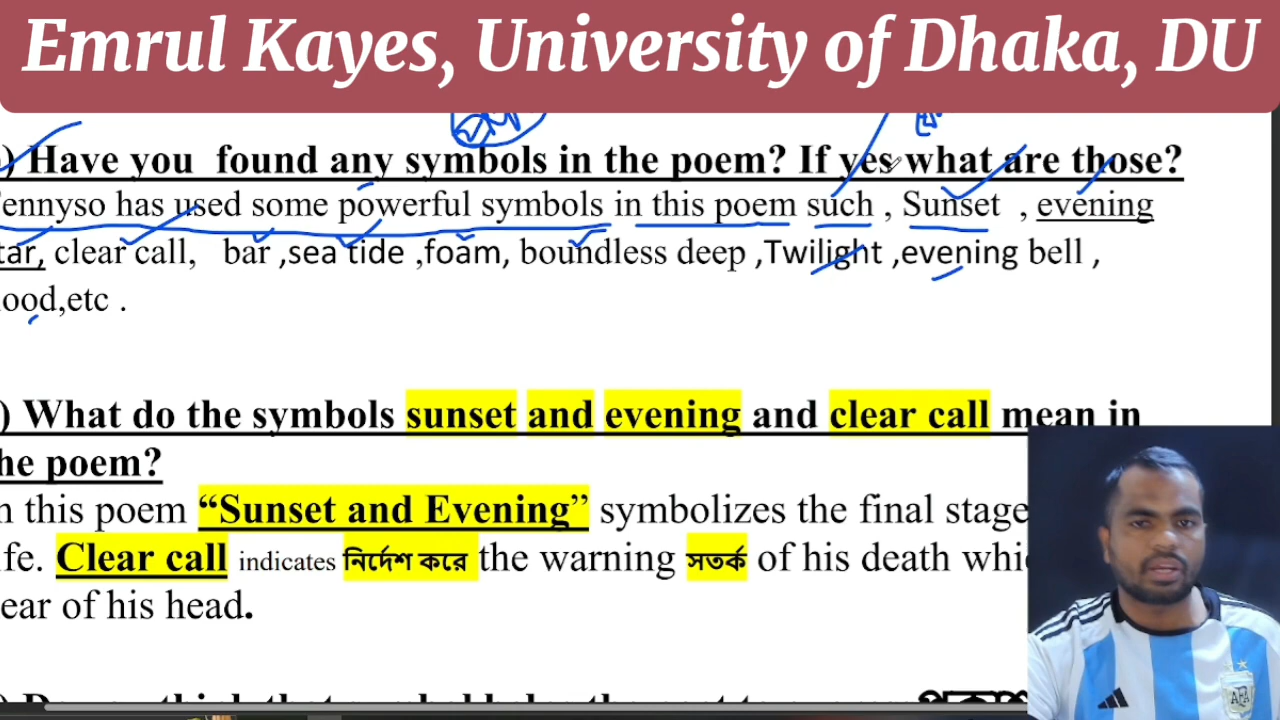 Emrul Kayes, University of Dhaka, DU
) Have you found any symbols in the poem? If yes what are those?
ennyso has used some powerful symbols in this poem such , Sunset , evening
tar, clear call, bar ,sea tide ,foam, boundless deep ,Twilight ,evening bell ,
ood,etc .
) What do the symbols sunset and evening and clear call mean in
he poem?
n this poem “Sunset and Evening” symbolizes the final stage
fe. Clear call indicates নির্দেশ করে the warning সতর্ক of his death whi
ear of his head.